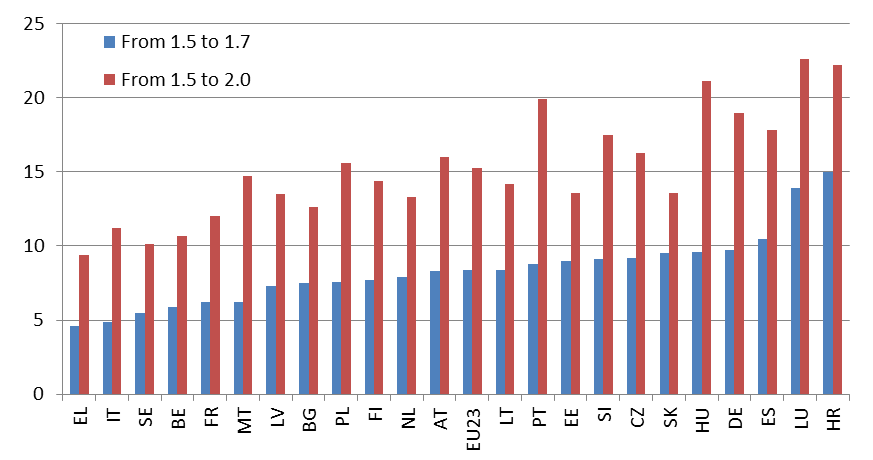 25
From 1.5 to 1.7
From 1.5 to 2.0
20
15
10
5
0
EL IT SE BE FR MT LV BG PL FI NL AT EU23 LT PT EE SI CZ SK HU DE ES LU HR